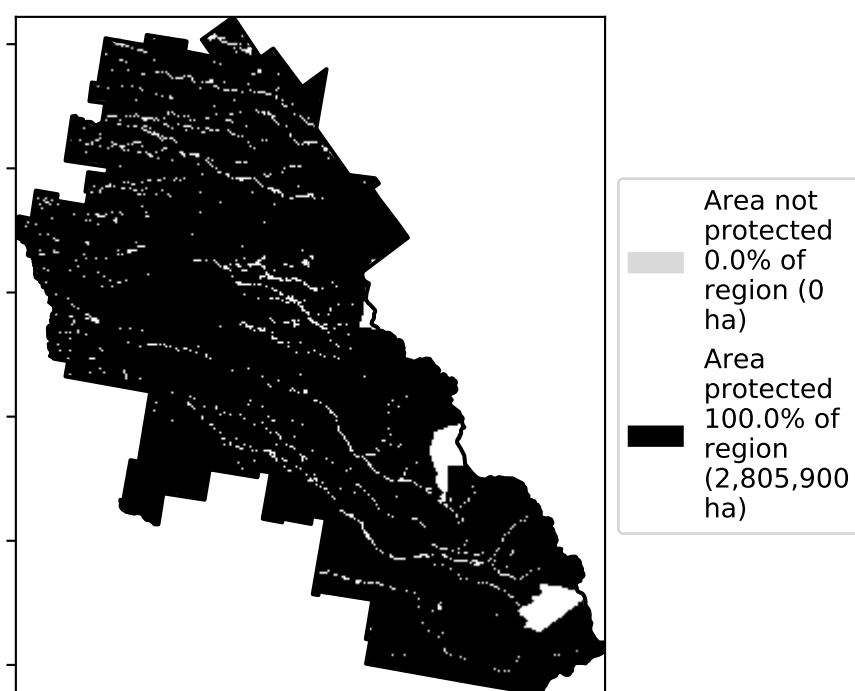 Area not
protected
0.0% of
region (0
ha)
Area
protected
100.0% of
region
(2,805,900
ha)